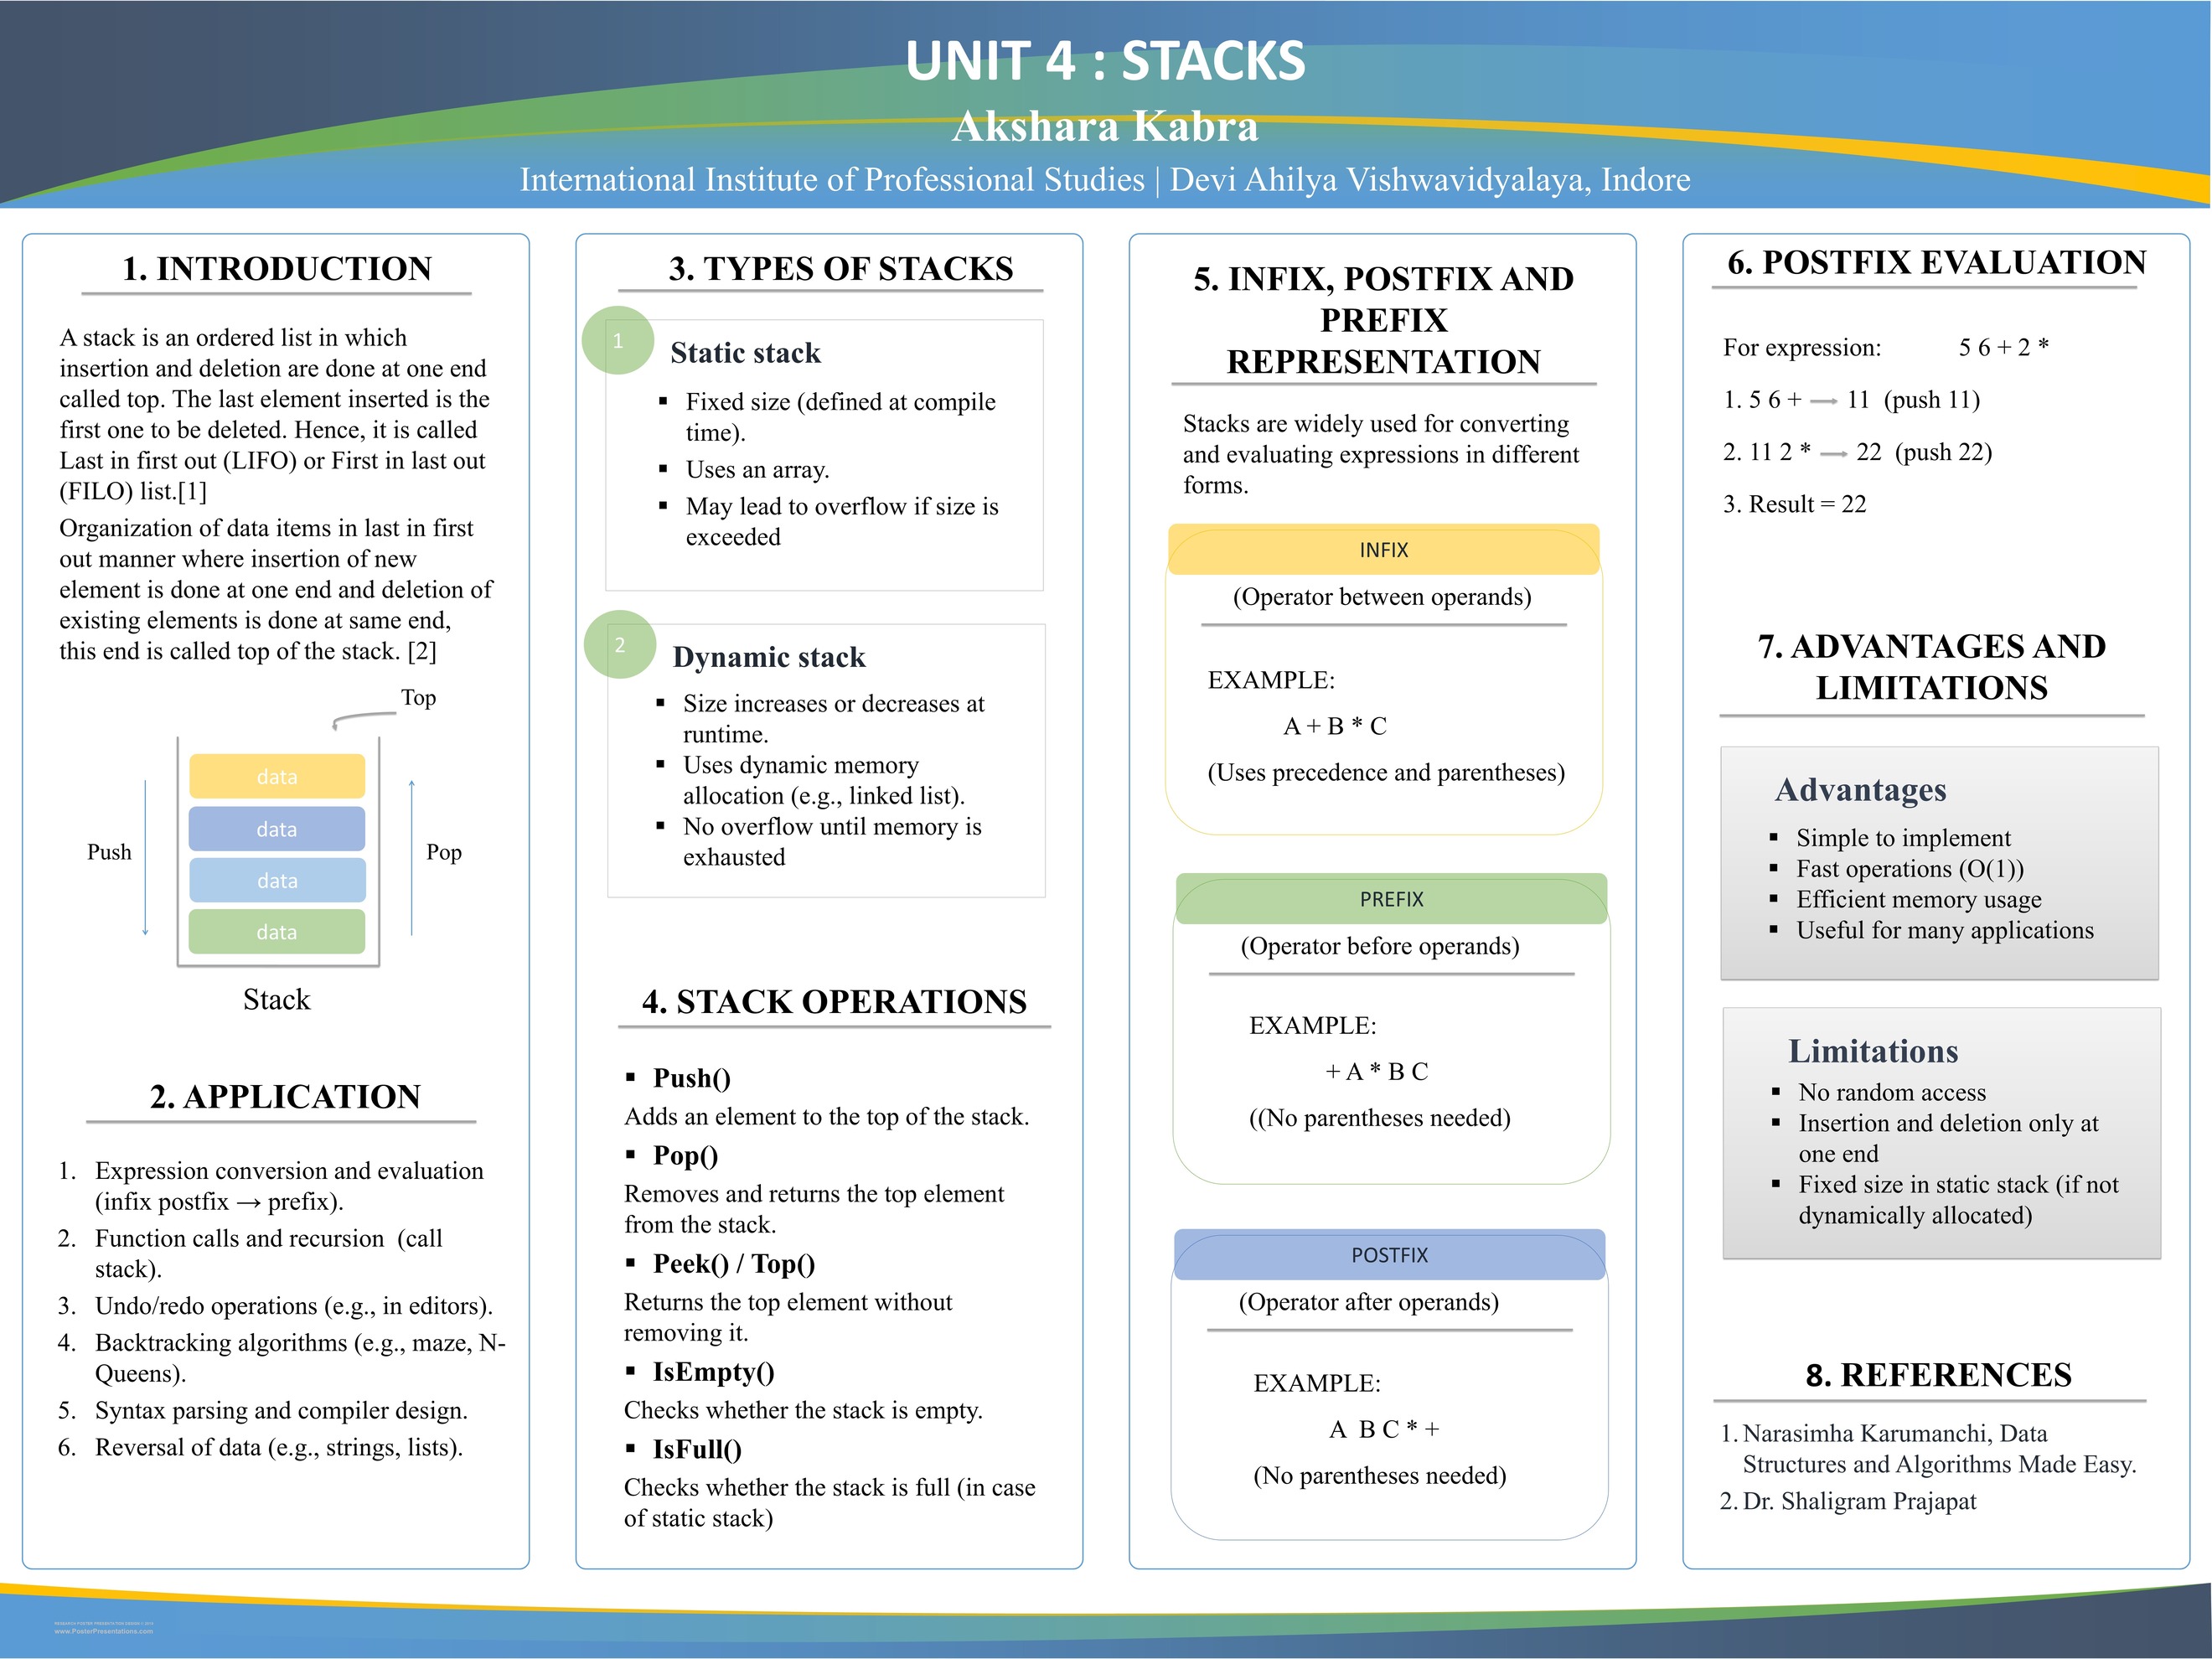 UNIT 4 : STACKS
Akshara Kabra
International Institute of Professional Studies | Devi Ahilya Vishwavidyalaya, Indore
1. INTRODUCTION
A stack is an ordered list in which
insertion and deletion are done at one end
called top. The last element inserted is the
first one to be deleted. Hence, it is called
Last in first out (LIFO) or First in last out
(FILO) list.[1]
Organization of data items in last in first
out manner where insertion of new
element is done at one end and deletion of
existing elements is done at same end,
this end is called top of the stack. [2]
Top
data
data
data
data
Push
Pop
Stack
2. APPLICATION
1. Expression conversion and evaluation
(infix postfix → prefix).
2. Function calls and recursion (call
stack).
3. Undo/redo operations (e.g., in editors).
4. Backtracking algorithms (e.g., maze, N-
Queens).
5. Syntax parsing and compiler design.
6. Reversal of data (e.g., strings, lists).
3. TYPES OF STACKS
1
Static stack
▪ Fixed size (defined at compile
time).
▪ Uses an array.
▪ May lead to overflow if size is
exceeded
2
Dynamic stack
▪ Size increases or decreases at
runtime.
▪ Uses dynamic memory
allocation (e.g., linked list).
▪ No overflow until memory is
exhausted
4. STACK OPERATIONS
▪ Push()
Adds an element to the top of the stack.
▪ Pop()
Removes and returns the top element
from the stack.
▪ Peek() / Top()
Returns the top element without
removing it.
▪ IsEmpty()
Checks whether the stack is empty.
▪ IsFull()
Checks whether the stack is full (in case
of static stack)
5. INFIX, POSTFIX AND
PREFIX
REPRESENTATION
Stacks are widely used for converting
and evaluating expressions in different
forms.
INFIX
(Operator between operands)
EXAMPLE:
A + B * C
(Uses precedence and parentheses)
PREFIX
(Operator before operands)
EXAMPLE:
+ A * B C
((No parentheses needed)
POSTFIX
(Operator after operands)
EXAMPLE:
A B C * +
(No parentheses needed)
6. POSTFIX EVALUATION
For expression: 5 6 + 2 *
1. 5 6 + → 11 (push 11)
2. 11 2 * → 22 (push 22)
3. Result = 22
7. ADVANTAGES AND
LIMITATIONS
Advantages
▪ Simple to implement
▪ Fast operations (O(1))
▪ Efficient memory usage
▪ Useful for many applications
Limitations
▪ No random access
▪ Insertion and deletion only at
one end
▪ Fixed size in static stack (if not
dynamically allocated)
8. REFERENCES
1. Narasimha Karumanchi, Data
Structures and Algorithms Made Easy.
2. Dr. Shaligram Prajapat
www.PosterPresentations.com